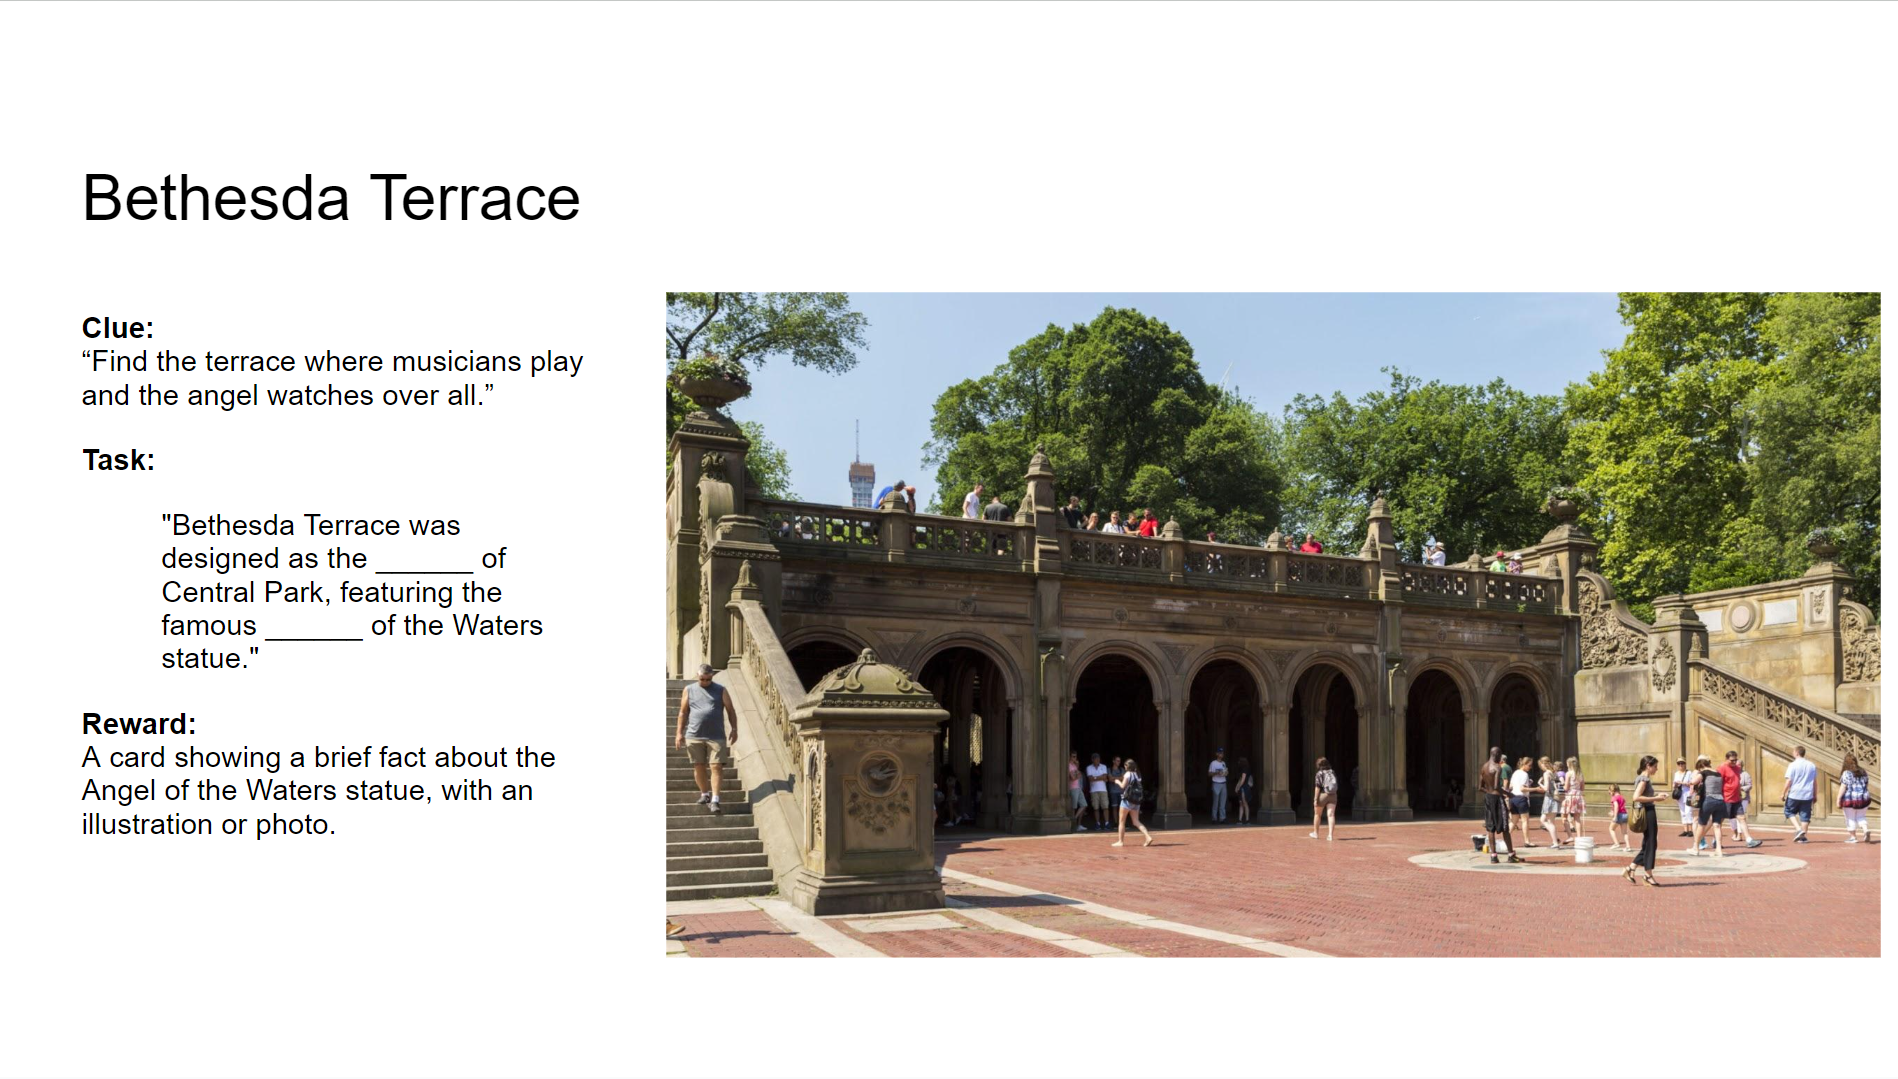 Bethesda Terrace
Clue:
“Find the terrace where musicians play
and the angel watches over all.”
Task:
"Bethesda Terrace was
designed as the ______ of
Central Park, featuring the
famous ______ of the Waters
statue."
Reward:
A card showing a brief fact about the
Angel of the Waters statue, with an
illustration or photo.